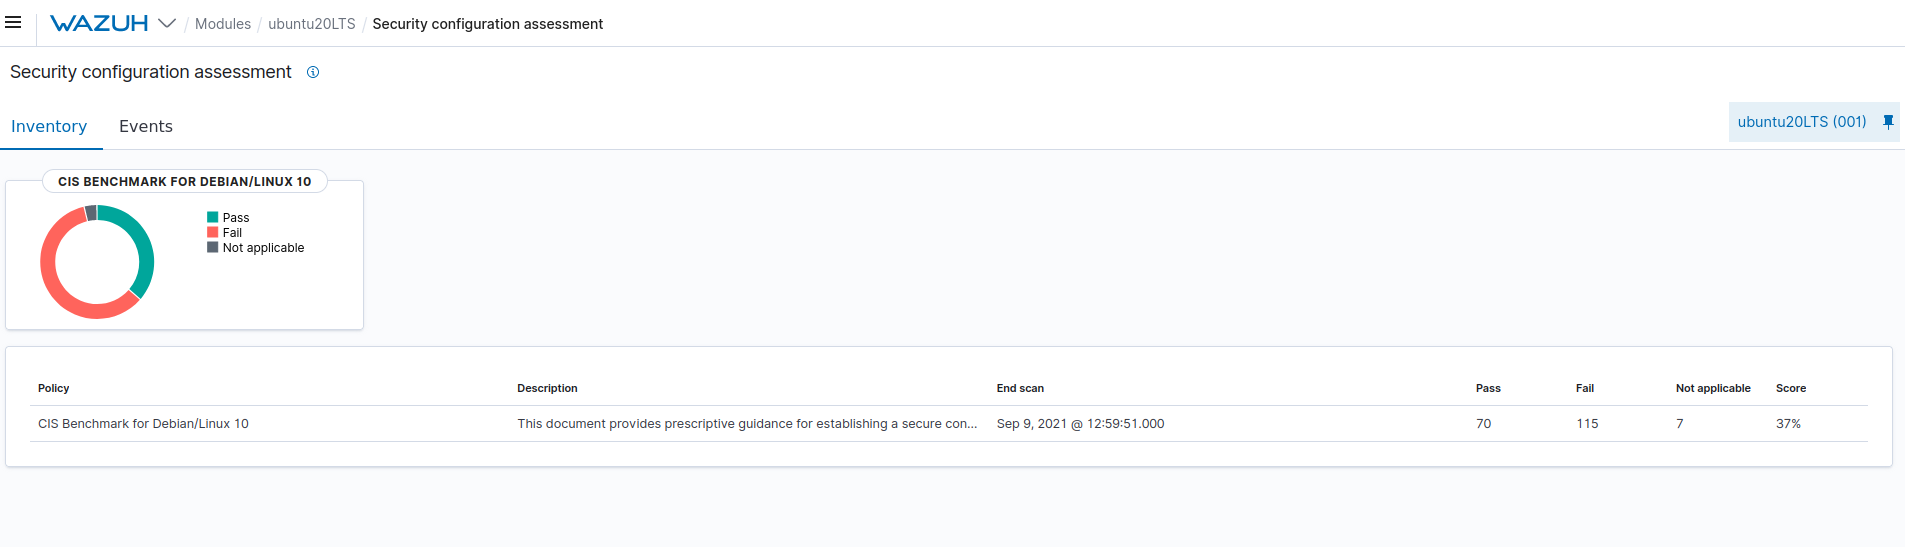 WAZUH / Modules / ubuntu20LTS / Security configuration assessment
Security configuration assessment
Inventory Events
ubuntu20LTS (001)
CIS BENCHMARK FOR DEBIAN/LINUX 10
Pass
Fail
Not applicable
Policy Description End scan Pass Fail Not applicable Score
CIS Benchmark for Debian/Linux 10 This document provides prescriptive guidance for establishing a secure con... Sep 9, 2021 @ 12:59:51.000 70 115 7 37%